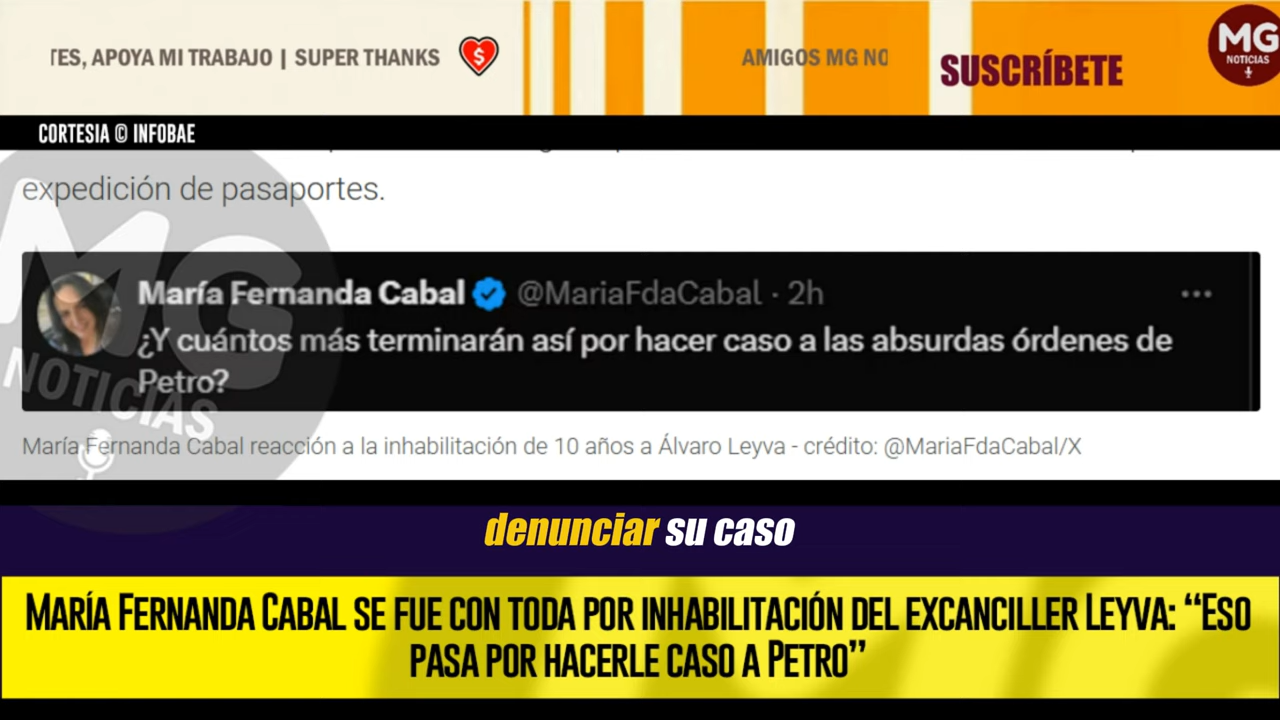 TES, APOYA MI TRABAJO | SUPER THANKS
AMIGOS MG NO
SUSCRÍBETE
MG
NOTICIAS
CORTESIA © INFOBAE
expedición de pasaportes.
María Fernanda Cabal @MariaFdaCabal · 2h
¿Y cuántos más terminarán así por hacer caso a las absurdas órdenes de
Petro?
MG
NOTICIAS
María Fernanda Cabal reacción a la inhabilitación de 10 años a Álvaro Leyva - crédito: @MariaFdaCabal/X
denunciar su caso
MARÍA FERNANDA CABAL SE FUE CON TODA POR INHABILITACIÓN DEL EXCANCILLER LEYVA: “ESO
PASA POR HACERLE CASO A PETRO”